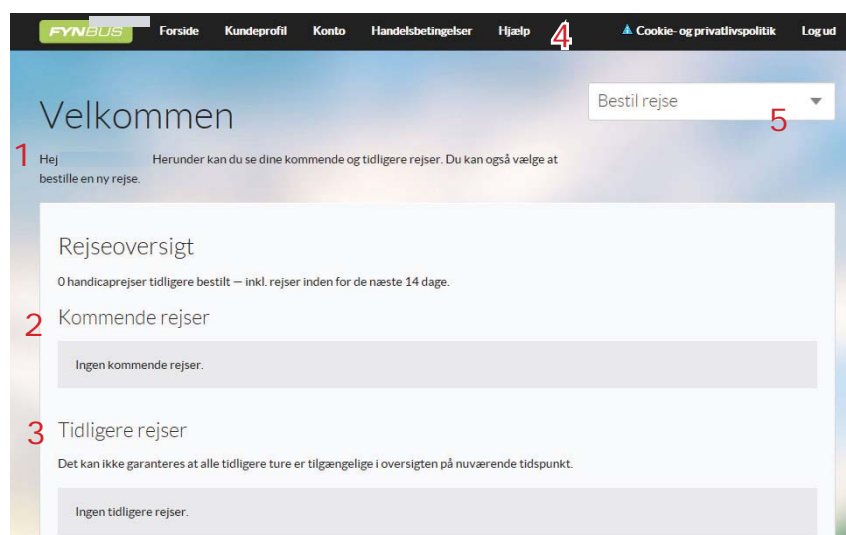 FYNBUS Forside Kundeprofil Konto Handelsbetingelser Hjælp 4 Cookie- og privatlivspolitik Log ud
Velkommen
Bestil rejse
5
1
Hej Herunder kan du se dine kommende og tidligere rejser. Du kan også vælge at
bestille en ny rejse.
Rejseoversigt
0 handicaprejser tidligere bestilt — inkl. rejser inden for de næste 14 dage.
2 Kommende rejser
Ingen kommende rejser.
3 Tidligere rejser
Det kan ikke garanteres at alle tidligere ture er tilgængelige i oversigten på nuværende tidspunkt.
Ingen tidligere rejser.